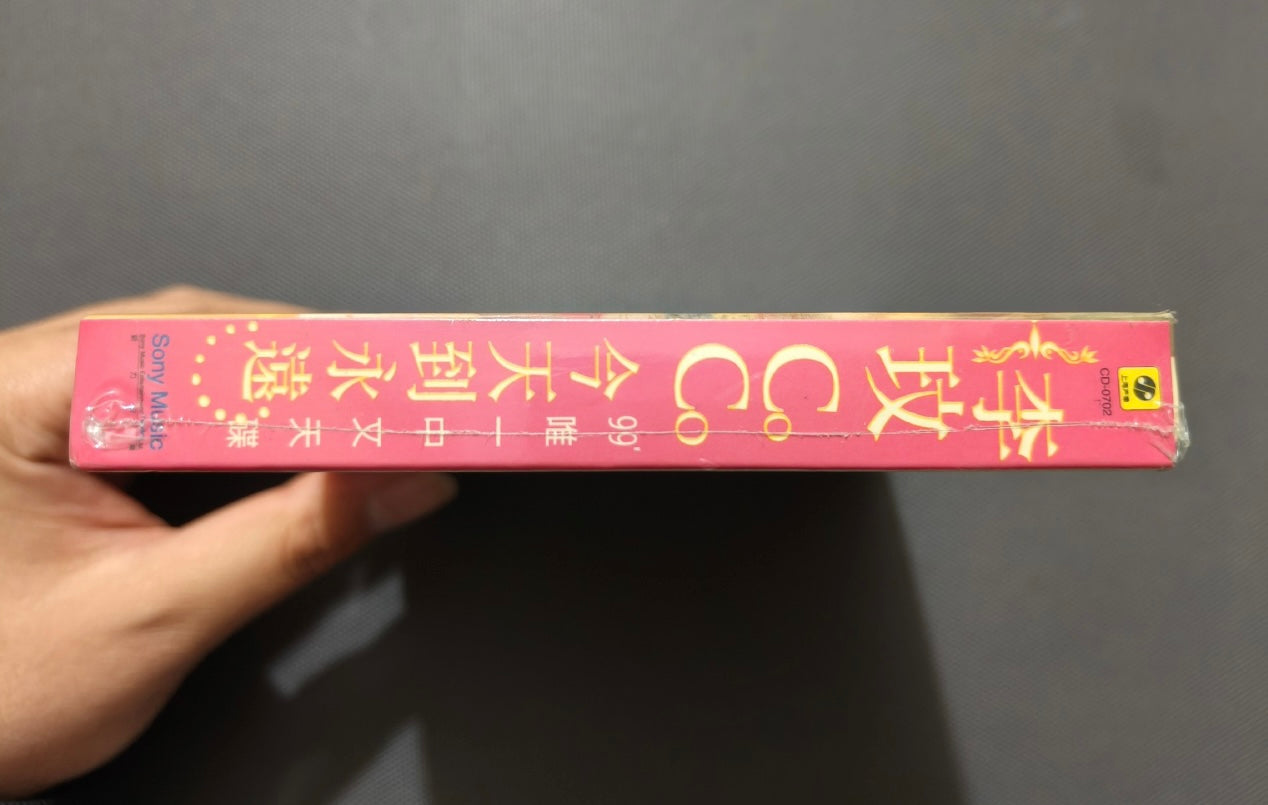 CD-0702
李玟
CoCo
今天到永遠
99' 唯一中文天碟
Sony Music